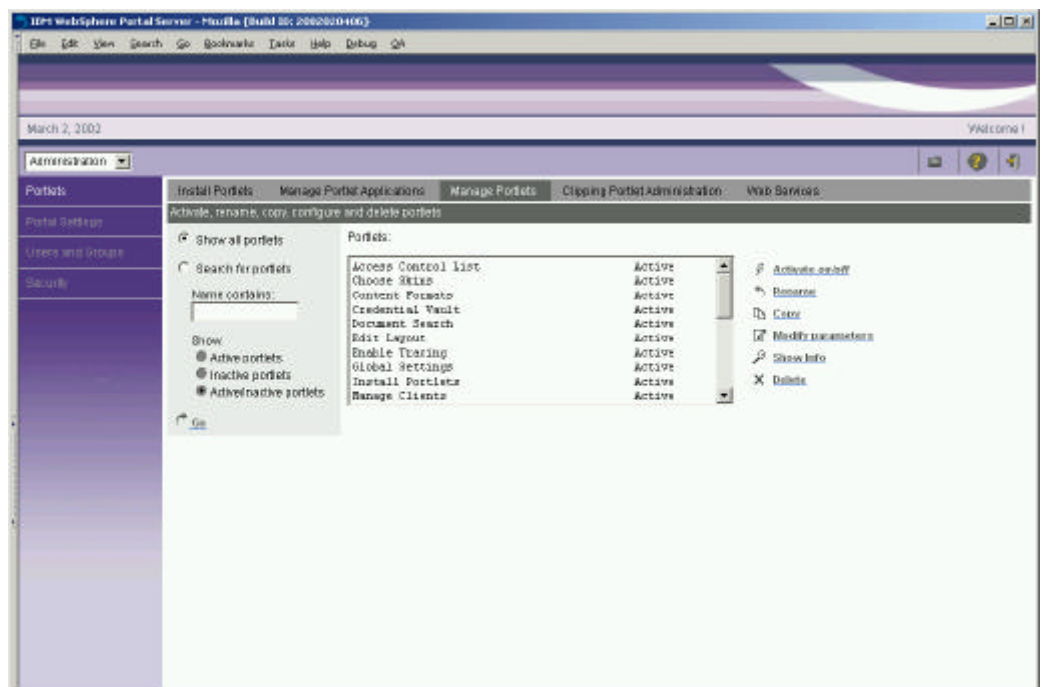 IBM WebSphere Portal Server - Mozilla {Build ID: 2002020406}
File Edit View Search Go Bookmarks Tasks Help Debug QA
March 2, 2002
Welcome!
Administration
Portlets
Portal Settings
Users and Groups
Security
Install Portlets Manage Portlet Applications Manage Portlets Clipping Portlet Administration Web Services
Activate, rename, copy, configure and delete portlets
Show all portlets
Search for portlets
Name contains:
Show:
Active portlets
Inactive portlets
Active/inactive portlets
Go
Portlets:
Access Control List Active
Choose Skins Active
Content Formats Active
Credential Vault Active
Document Search Active
Edit Layout Active
Enable Tracing Active
Global Settings Active
Install Portlets Active
Manage Clients Active
Activate on/off
Rename
Copy
Modify parameters
Show Info
Delete